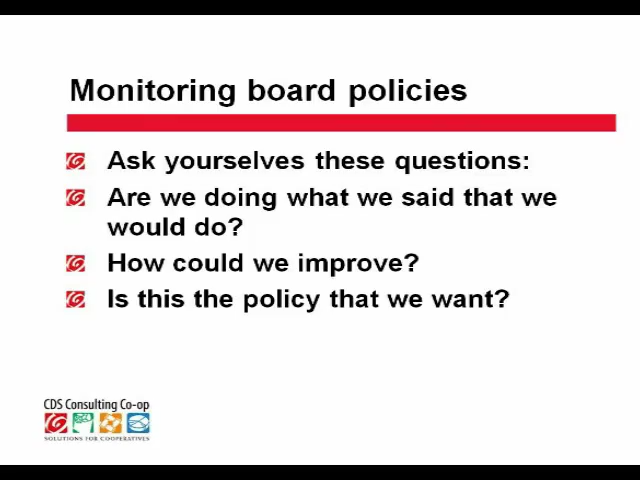 Monitoring board policies
Ask yourselves these questions:
Are we doing what we said that we
would do?
How could we improve?
Is this the policy that we want?
CDS Consulting Co-op
SOLUTIONS FOR COOPERATIVES